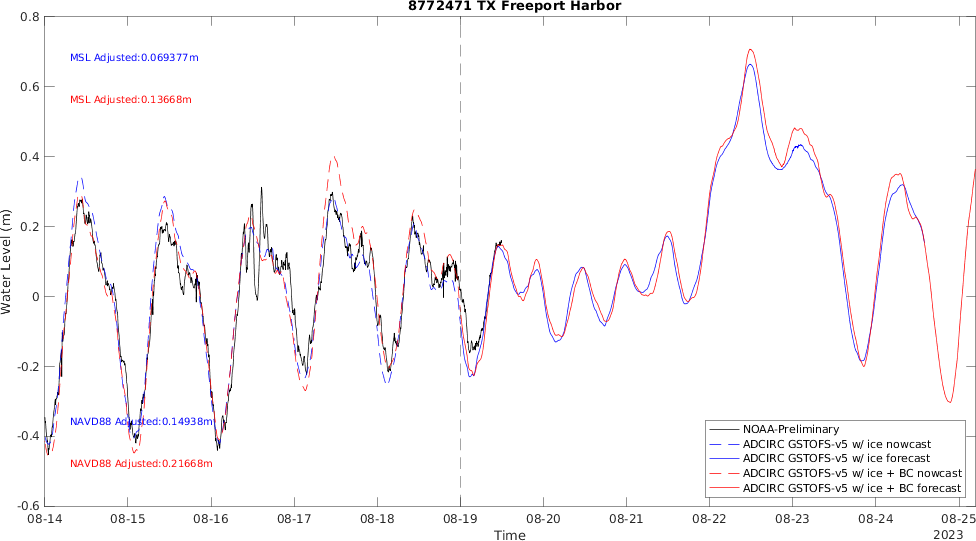 8772471 TX Freeport Harbor
0.8
MSL Adjusted:0.069377m
0.6
MSL Adjusted:0.13668m
0.4
0.2
Water Level (m)
0
-0.2
NAVD88 Adjusted:0.14938m
-0.4
NAVD88 Adjusted:0.21668m
NOAA-Preliminary
ADCIRC GSTOFS-v5 w/ ice nowcast
ADCIRC GSTOFS-v5 w/ ice forecast
ADCIRC GSTOFS-v5 w/ ice + BC nowcast
ADCIRC GSTOFS-v5 w/ ice + BC forecast
-0.6
08-14 08-15 08-16 08-17 08-18 08-19 08-20 08-21 08-22 08-23 08-24 08-25
Time 2023